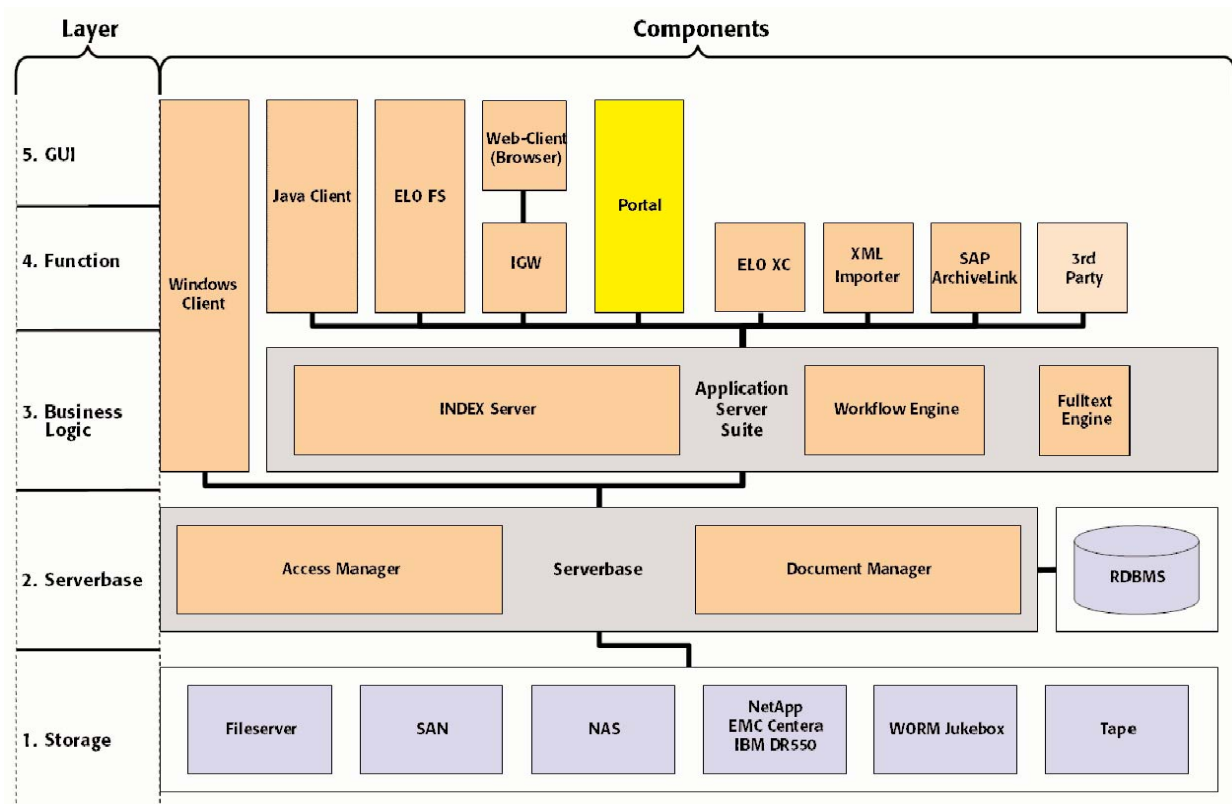 Layer
Components
5. GUI
4. Function
3. Business
Logic
2. Serverbase
1. Storage
Windows
Client
Java Client
ELO FS
Web-Client
(Browser)
IGW
Portal
ELO XC
XML
Importer
SAP
ArchiveLink
3rd
Party
INDEX Server
Application
Server
Suite
Workflow Engine
Fulltext
Engine
Access Manager
Serverbase
Document Manager
RDBMS
Fileserver
SAN
NAS
NetApp
EMC Centera
IBM DR550
WORM Jukebox
Tape